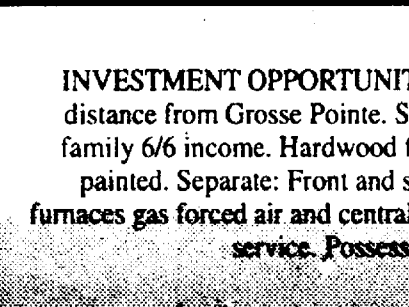 INVESTMENT OPPORTUNIT
distance from Grosse Pointe. S
family 6/6 income. Hardwood f
painted. Separate: Front and s
furnaces gas forced air and central
service. Possess